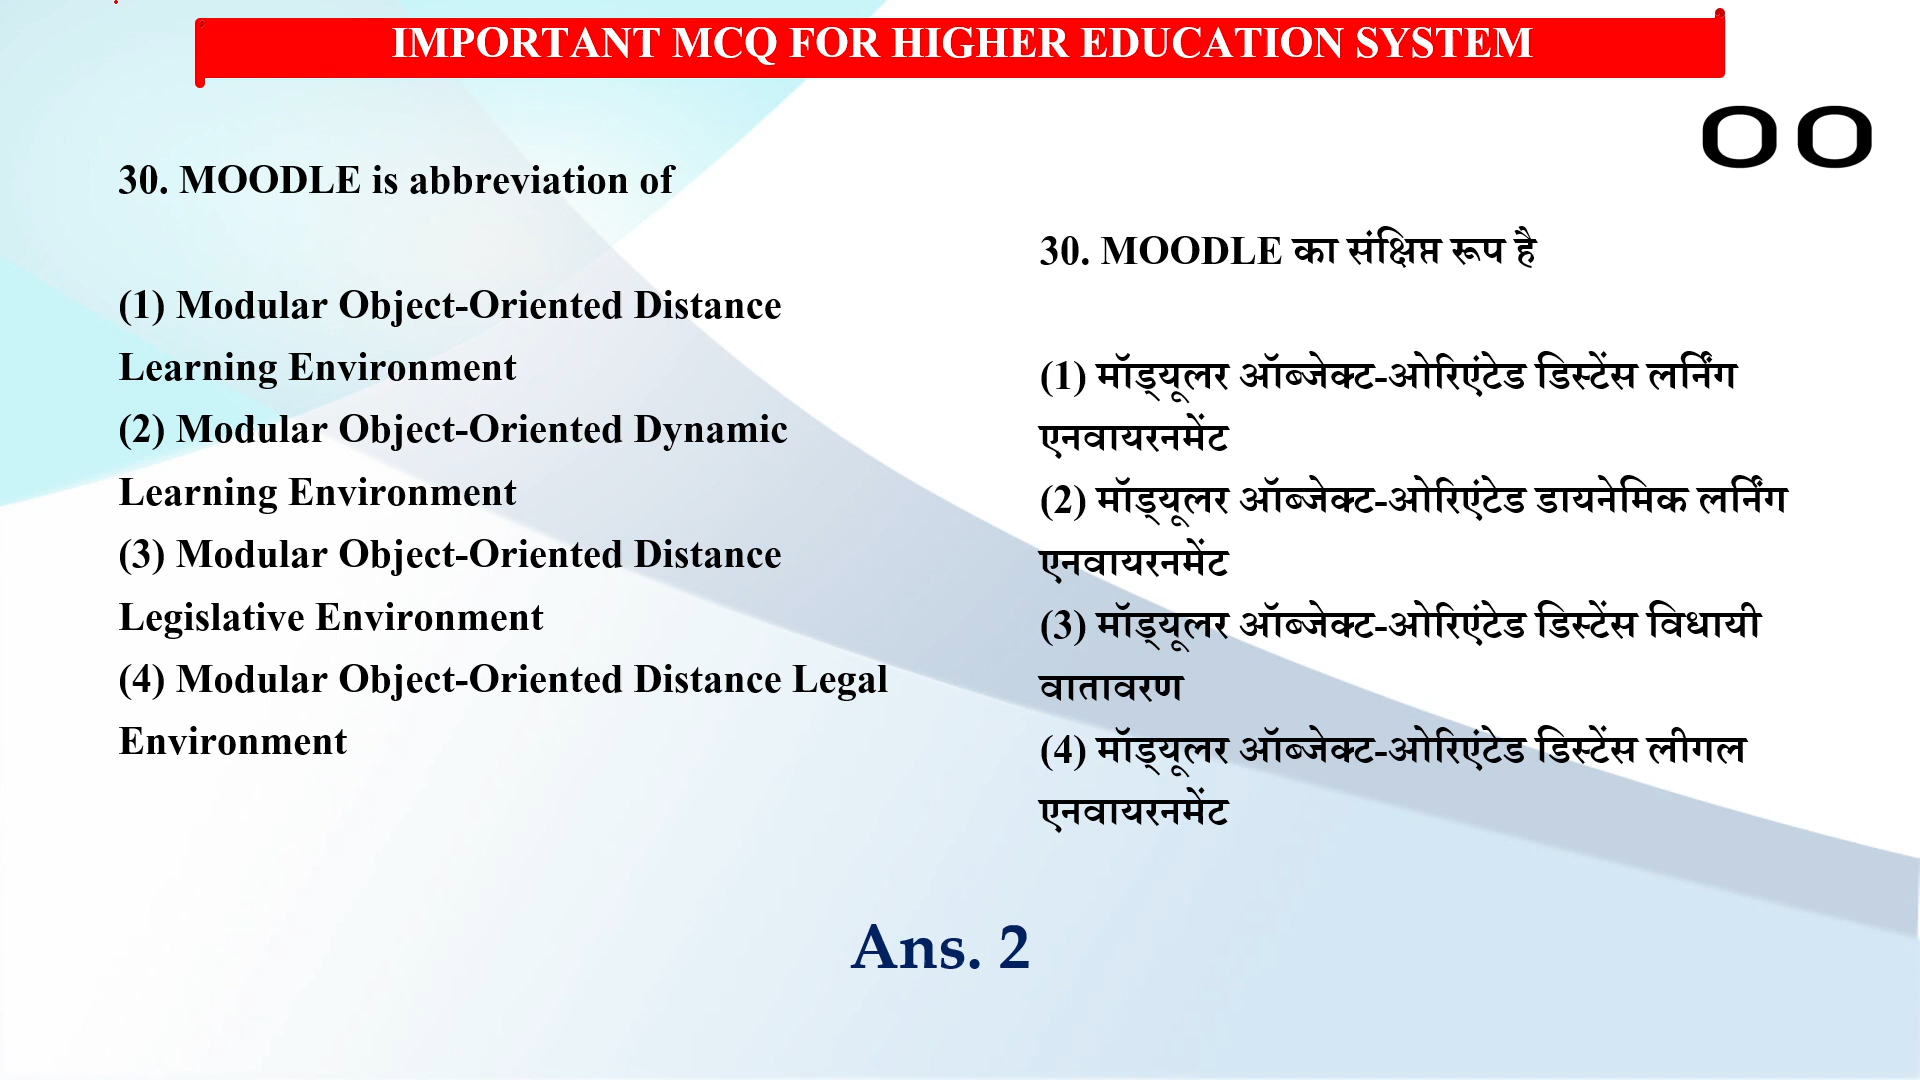 IMPORTANT MCQ FOR HIGHER EDUCATION SYSTEM
00
30. MOODLE is abbreviation of
(1) Modular Object-Oriented Distance
Learning Environment
(2) Modular Object-Oriented Dynamic
Learning Environment
(3) Modular Object-Oriented Distance
Legislative Environment
(4) Modular Object-Oriented Distance Legal
Environment
30. MOODLE का संक्षिप्त रूप है
(1) मॉड्यूलर ऑब्जेक्ट-ओरिएंटेड डिस्टेंस लर्निंग
एनवायरनमेंट
(2) मॉड्यूलर ऑब्जेक्ट-ओरिएंटेड डायनेमिक लर्निंग
एनवायरनमेंट
(3) मॉड्यूलर ऑब्जेक्ट-ओरिएंटेड डिस्टेंस विधायी
वातावरण
(4) मॉड्यूलर ऑब्जेक्ट-ओरिएंटेड डिस्टेंस लीगल
एनवायरनमेंट
Ans. 2